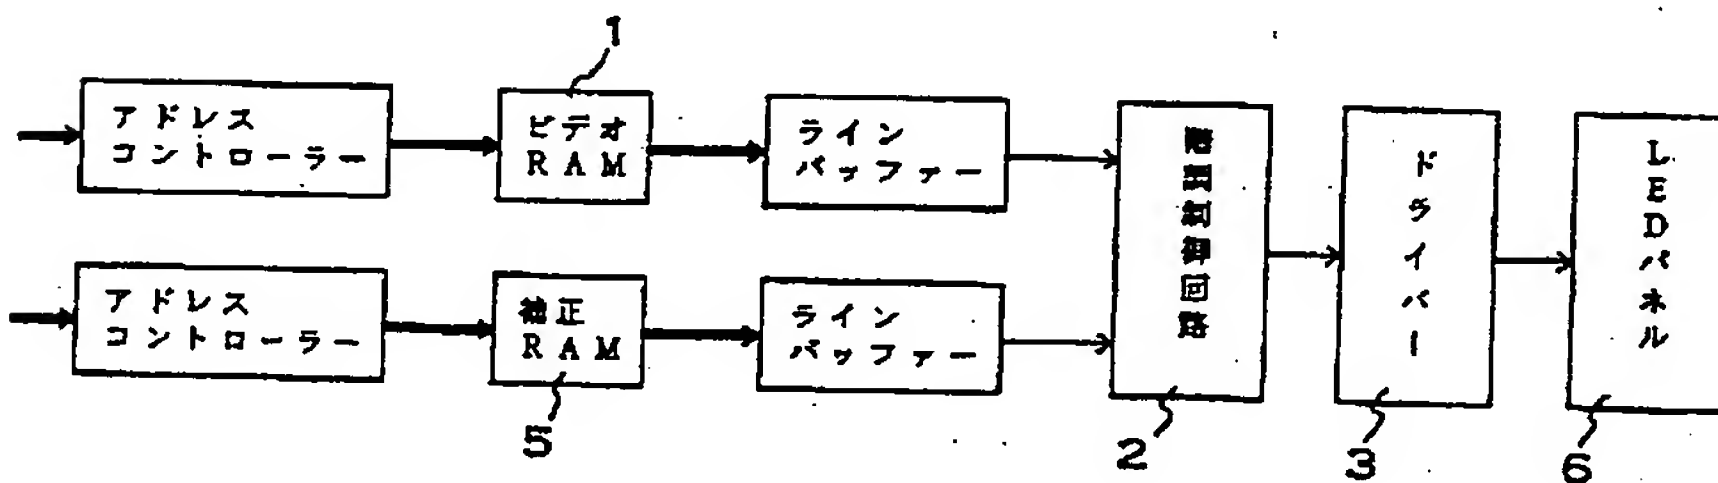 1
アドレス
コントローラー
ビデオ
RAM
ライン
バッファー
階調制御回路
ドライバー
LEDパネル
アドレス
コントローラー
補正
RAM
ライン
バッファー
5
2
3
6